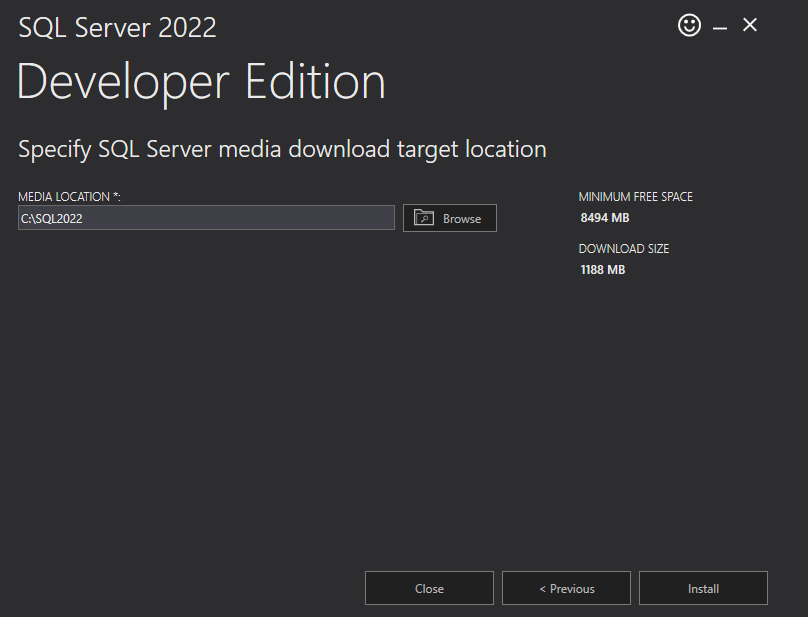 SQL Server 2022
Developer Edition
Specify SQL Server media download target location
MEDIA LOCATION *:
C:\SQL2022
Browse
MINIMUM FREE SPACE
8494 MB
DOWNLOAD SIZE
1188 MB
Close
< Previous
Install